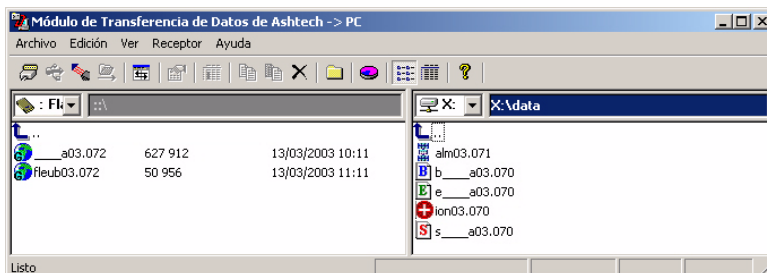 Módulo de Transferencia de Datos de Ashtech -> PC
Archivo Edición Ver Receptor Ayuda
: Fl ::\ X: X:\data
.. ..
____a03.072 627 912 13/03/2003 10:11 alm03.071
fleub03.072 50 956 13/03/2003 11:11 b____a03.070
e____a03.070
ion03.070
s____a03.070
Listo